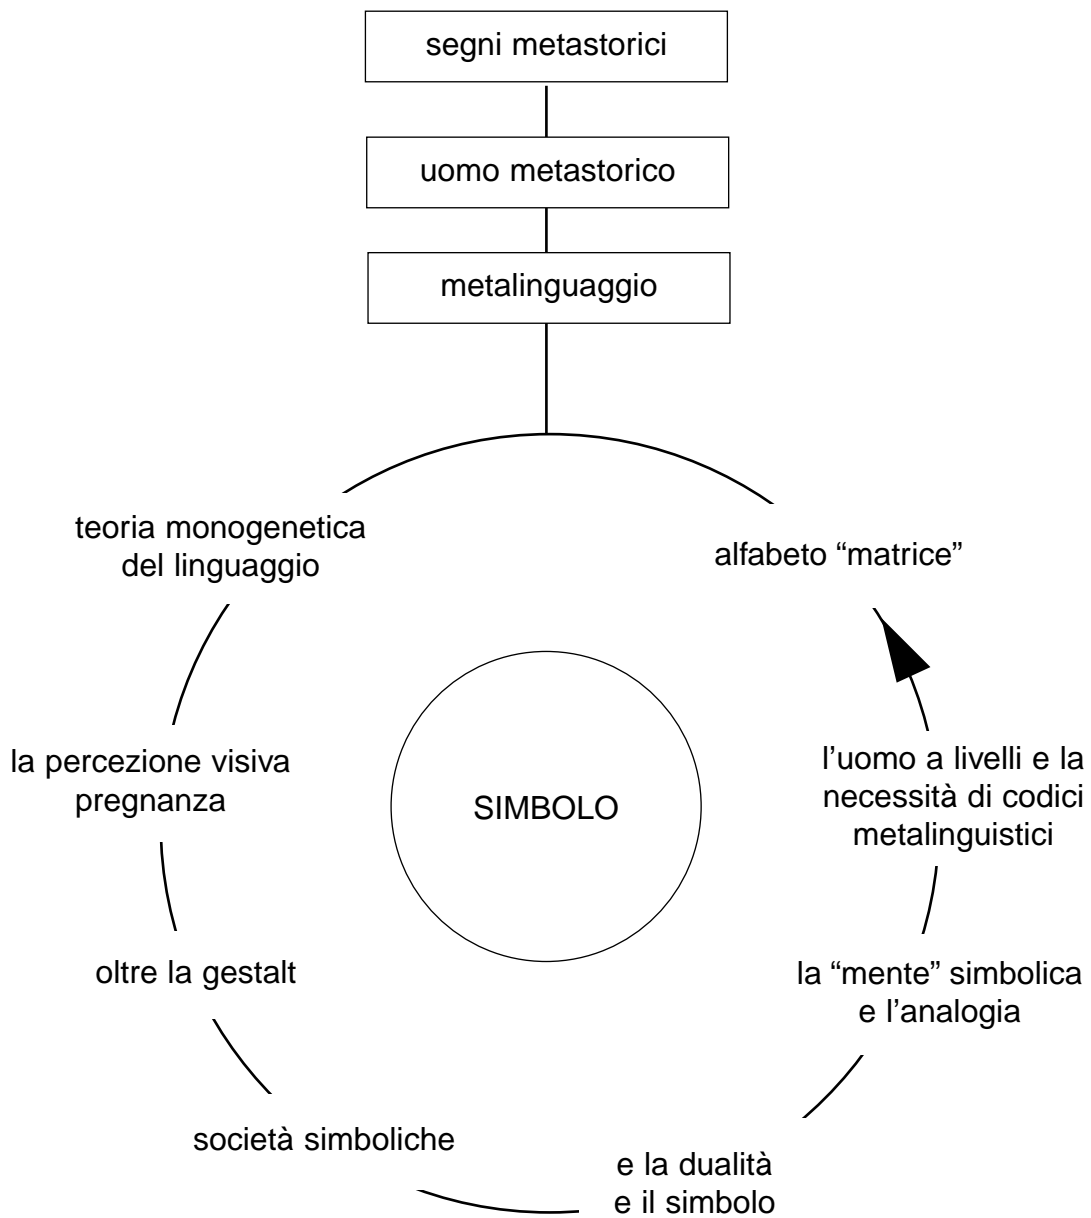 segni metastorici
uomo metastorico
metalinguaggio
teoria monogenetica
del linguaggio
alfabeto “matrice”
la percezione visiva
pregnanza
SIMBOLO
l’uomo a livelli e la
necessità di codici
metalinguistici
oltre la gestalt
la “mente” simbolica
e l’analogia
società simboliche
e la dualità
e il simbolo